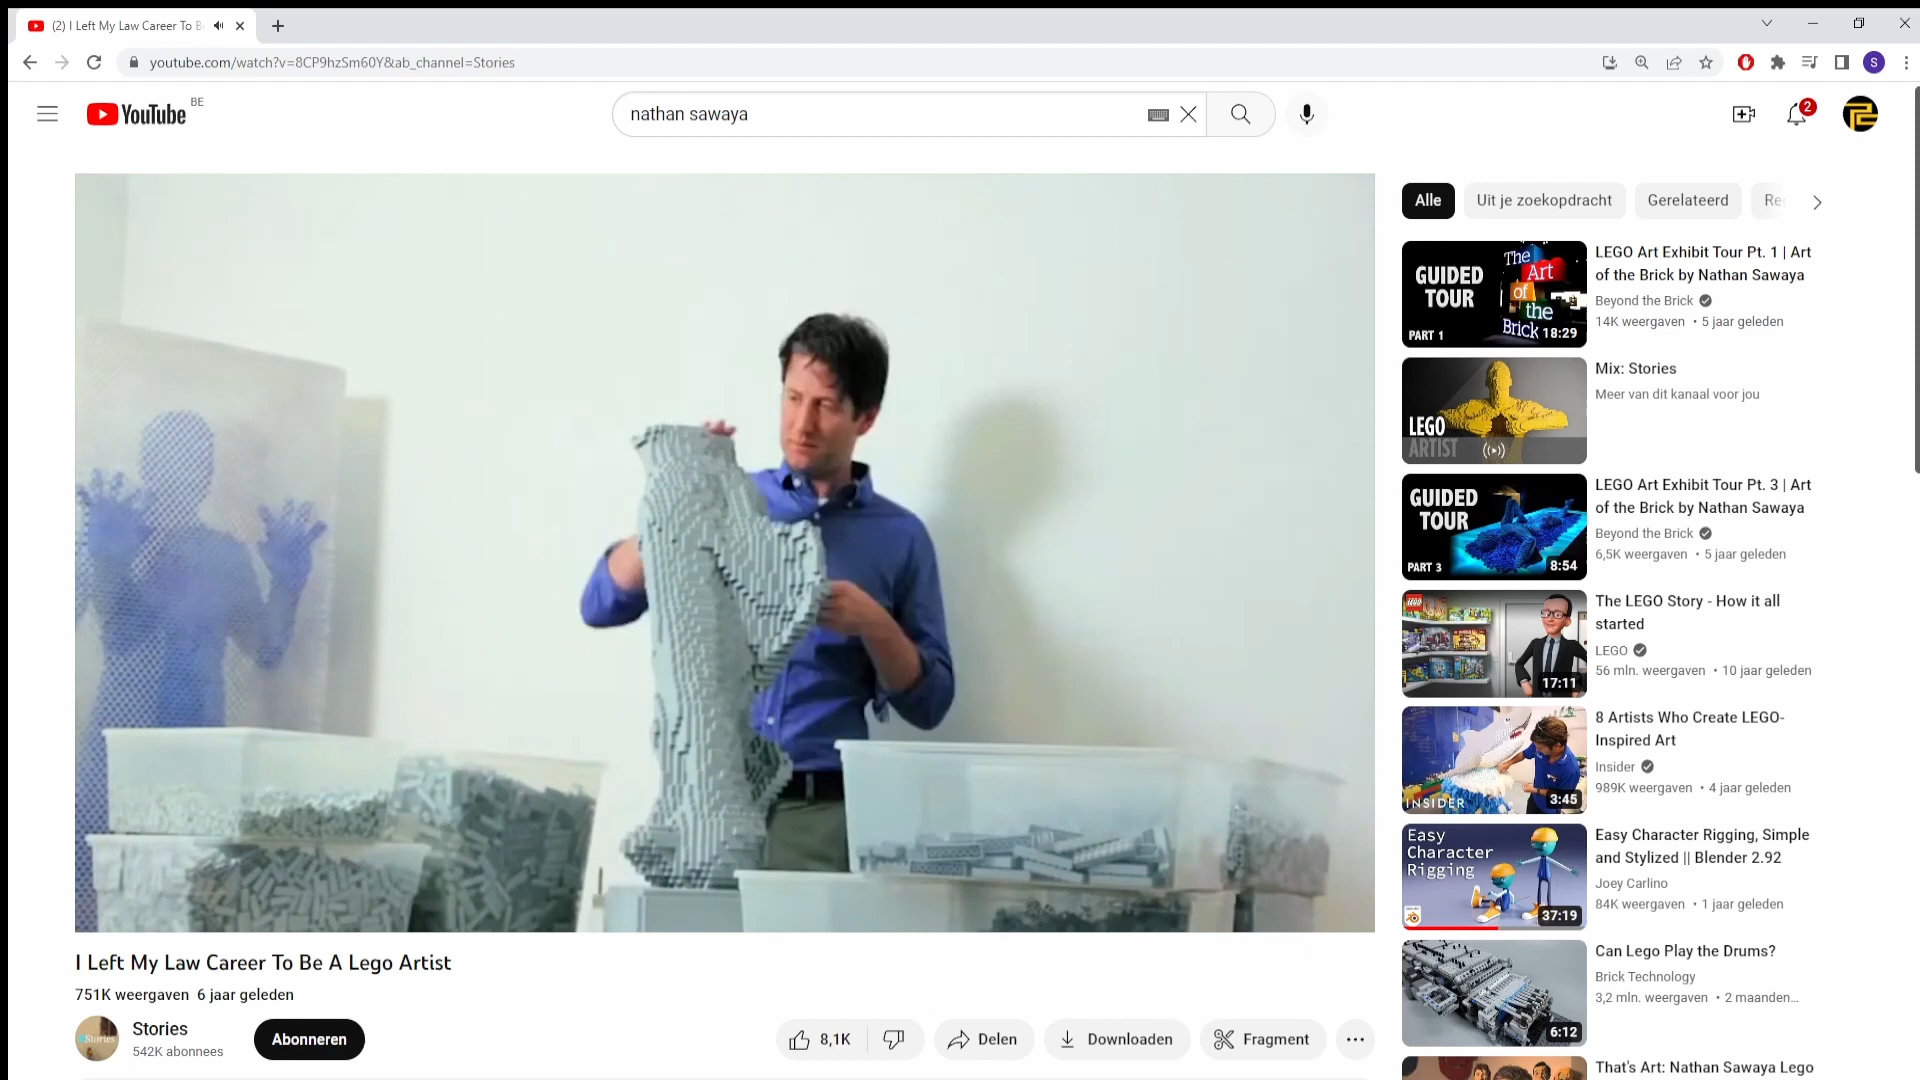 (2) I Left My Law Career To B
youtube.com/watch?v=8CP9hzSm60Y&ab_channel=Stories
S
YouTube BE
nathan sawaya
2
Alle
Uit je zoekopdracht
Gerelateerd
Rec
GUIDED TOUR
PART 1
The Art of the Brick
18:29
LEGO Art Exhibit Tour Pt. 1 | Art
of the Brick by Nathan Sawaya
Beyond the Brick
14K weergaven • 5 jaar geleden
LEGO
ARTIST
Mix: Stories
Meer van dit kanaal voor jou
GUIDED TOUR
PART 3
8:54
LEGO Art Exhibit Tour Pt. 3 | Art
of the Brick by Nathan Sawaya
Beyond the Brick
6,5K weergaven • 5 jaar geleden
LEGO
17:11
The LEGO Story - How it all
started
LEGO
56 mln. weergaven • 10 jaar geleden
INSIDER
3:45
8 Artists Who Create LEGO-
Inspired Art
Insider
989K weergaven • 4 jaar geleden
Easy
Character
Rigging
37:19
Easy Character Rigging, Simple
and Stylized || Blender 2.92
Joey Carlino
84K weergaven • 1 jaar geleden
6:12
Can Lego Play the Drums?
Brick Technology
3,2 mln. weergaven • 2 maanden...
That's Art: Nathan Sawaya Lego
I Left My Law Career To Be A Lego Artist
751K weergaven 6 jaar geleden
Stories
Stories
542K abonnees
Abonneren
8,1K
Delen
Downloaden
Fragment